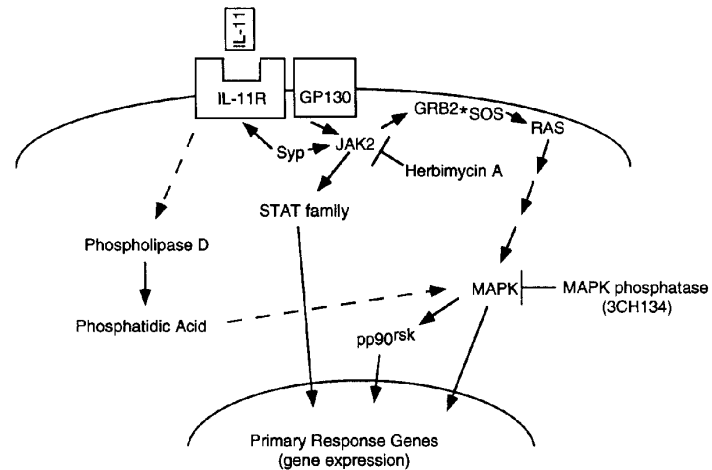 IL-11
IL-11R
GP130
GRB2*SOS
RAS
Syp
JAK2
Herbimycin A
STAT family
Phospholipase D
MAPK
MAPK phosphatase
(3CH134)
Phosphatidic Acid
pp90rsk
Primary Response Genes
(gene expression)